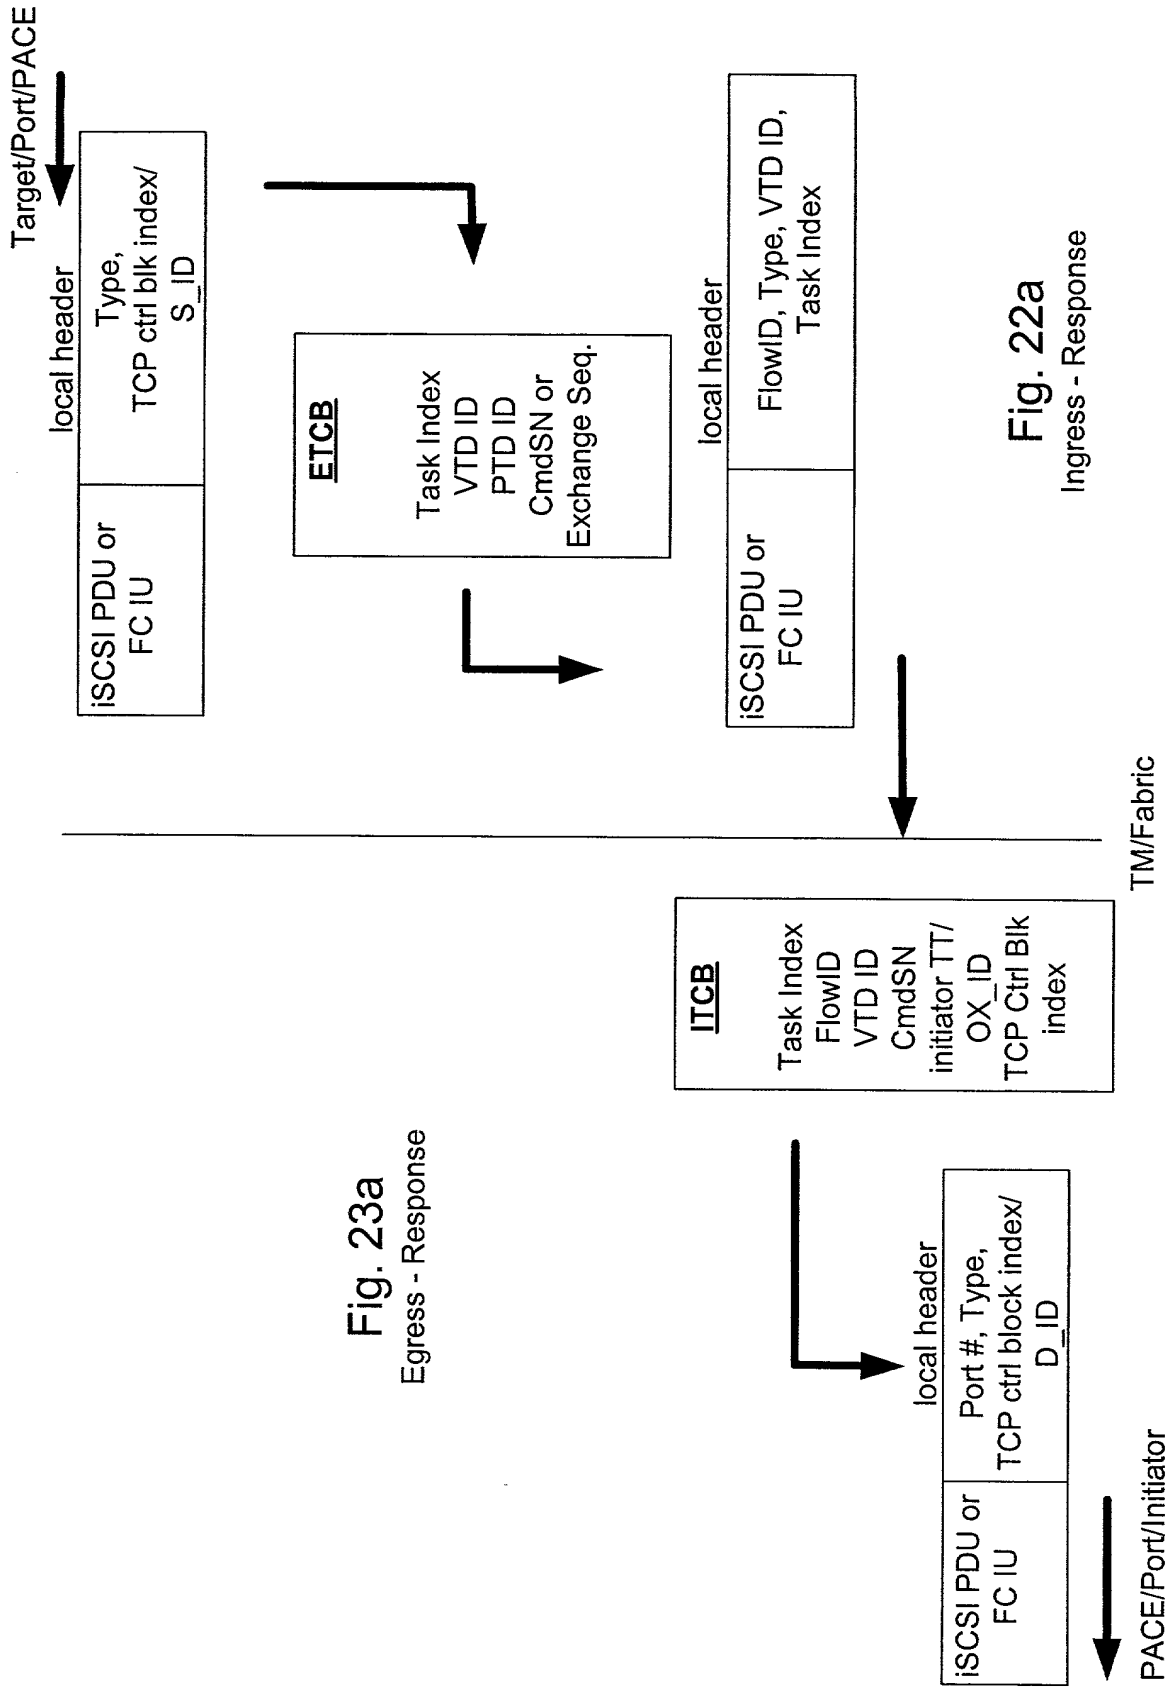 Target/Port/PACE
local header
iSCSI PDU or
FC IU
Type,
TCP ctrl blk index/
S_ID
ETCB
Task Index
VTD ID
PTD ID
CmdSN or
Exchange Seq.
local header
iSCSI PDU or
FC IU
FlowID, Type, VTD ID,
Task Index
Fig. 22a
Ingress - Response
TM/Fabric
ITCB
Task Index
FlowID
VTD ID
CmdSN
initiator TT/
OX_ID
TCP Ctrl Blk
index
Fig. 23a
Egress - Response
local header
iSCSI PDU or
FC IU
Port #, Type,
TCP ctrl block index/
D_ID
PACE/Port/Initiator